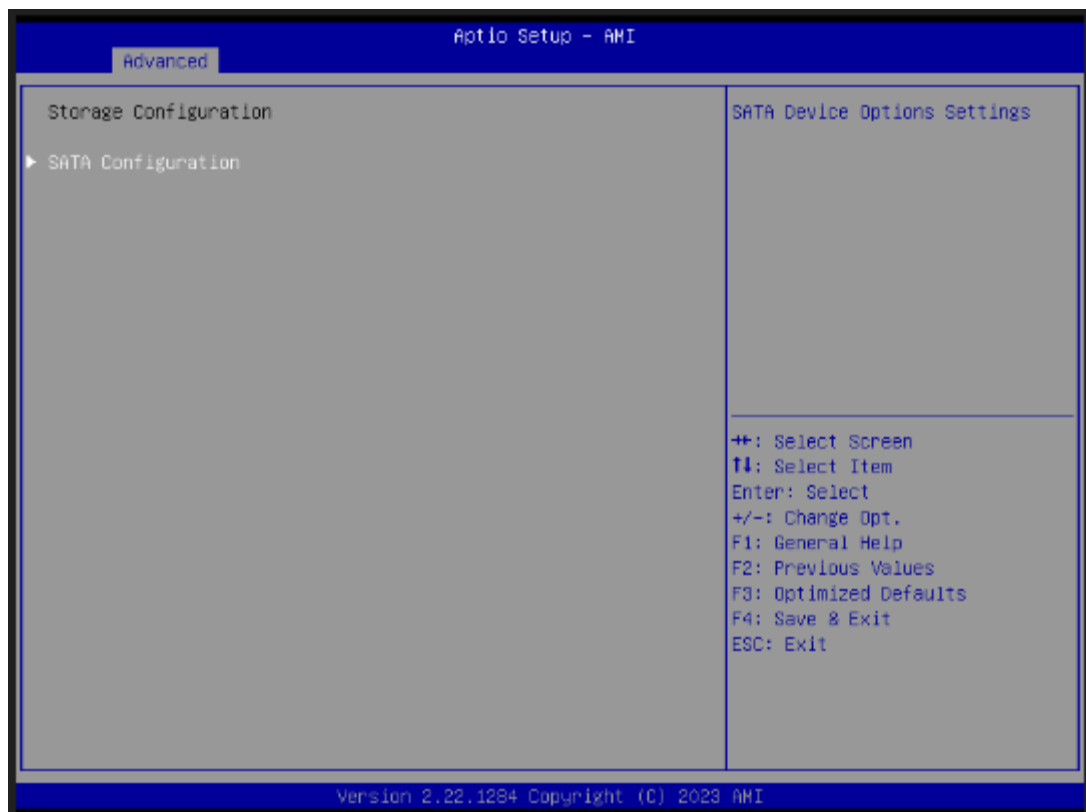 Aptio Setup - AMI
Advanced
Storage Configuration
SATA Configuration
SATA Device Options Settings
→←: Select Screen
↑↓: Select Item
Enter: Select
+/-: Change Opt.
F1: General Help
F2: Previous Values
F3: Optimized Defaults
F4: Save & Exit
ESC: Exit
Version 2.22.1284 Copyright (C) 2023 AMI